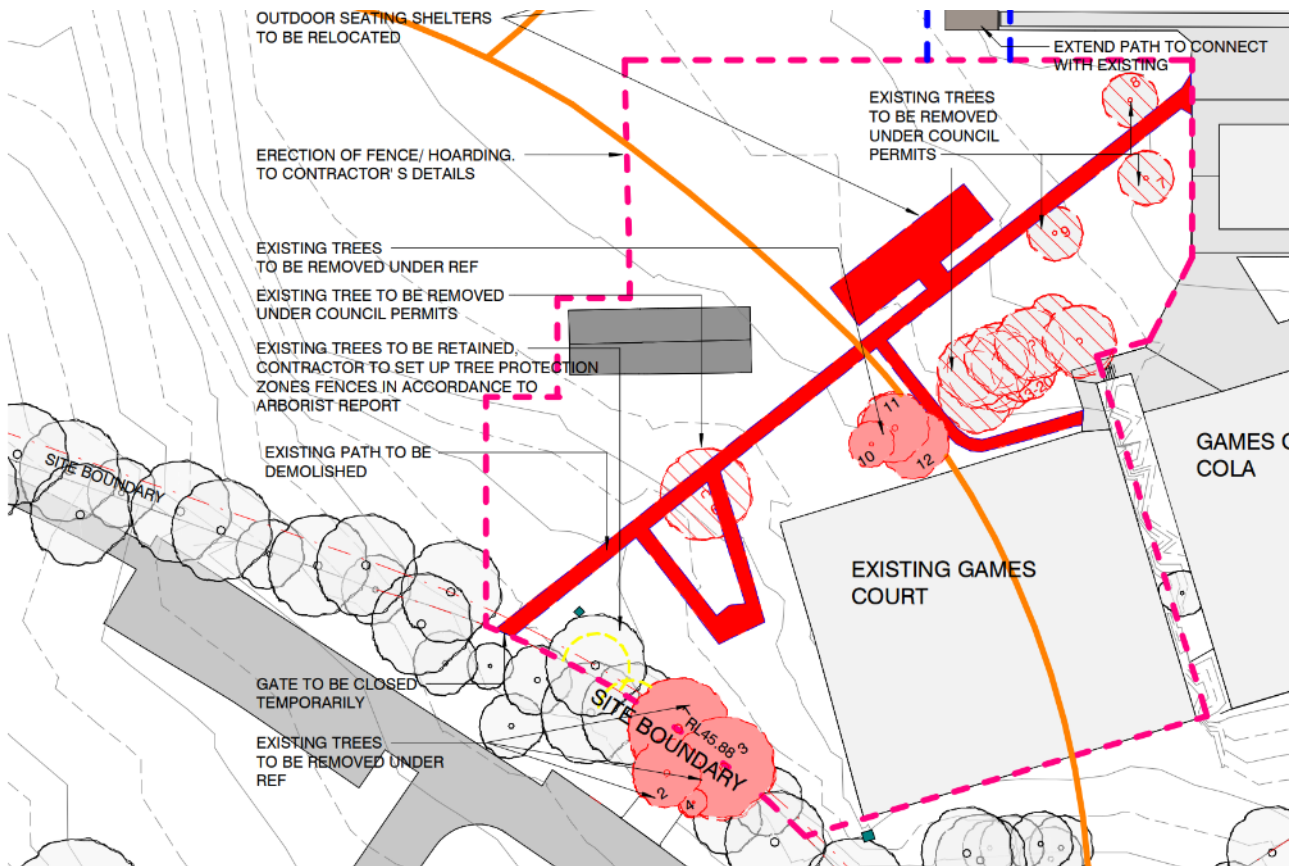 OUTDOOR SEATING SHELTERS
TO BE RELOCATED
EXTEND PATH TO CONNECT
WITH EXISTING
EXISTING TREES
TO BE REMOVED
UNDER COUNCIL
PERMITS
8
7
6
ERECTION OF FENCE/ HOARDING.
TO CONTRACTOR' S DETAILS
EXISTING TREES
TO BE REMOVED UNDER REF
EXISTING TREE TO BE REMOVED
UNDER COUNCIL PERMITS
EXISTING TREES TO BE RETAINED,
CONTRACTOR TO SET UP TREE PROTECTION
ZONES FENCES IN ACCORDANCE TO
ARBORIST REPORT
11
10
12
EXISTING PATH TO BE
DEMOLISHED
GAMES C
COLA
SITE BOUNDARY
EXISTING GAMES
COURT
GATE TO BE CLOSED
TEMPORARILY
SITE BOUNDARY
RL45.88
3
2
4
EXISTING TREES
TO BE REMOVED UNDER
REF